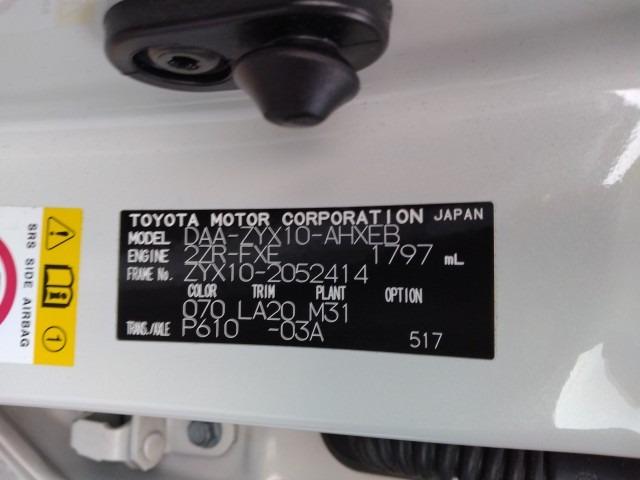 TOYOTA MOTOR CORPORATION JAPAN
MODEL DAA-ZYX10-AHXEB
ENGINE 2ZR-FXE 1797 mL
FRAME No. ZYX10-2052414
COLOR TRIM PLANT OPTION
070 LA20 M31
TRANS./AXLE P610 -03A
517
SRS SIDE AIRBAG
1